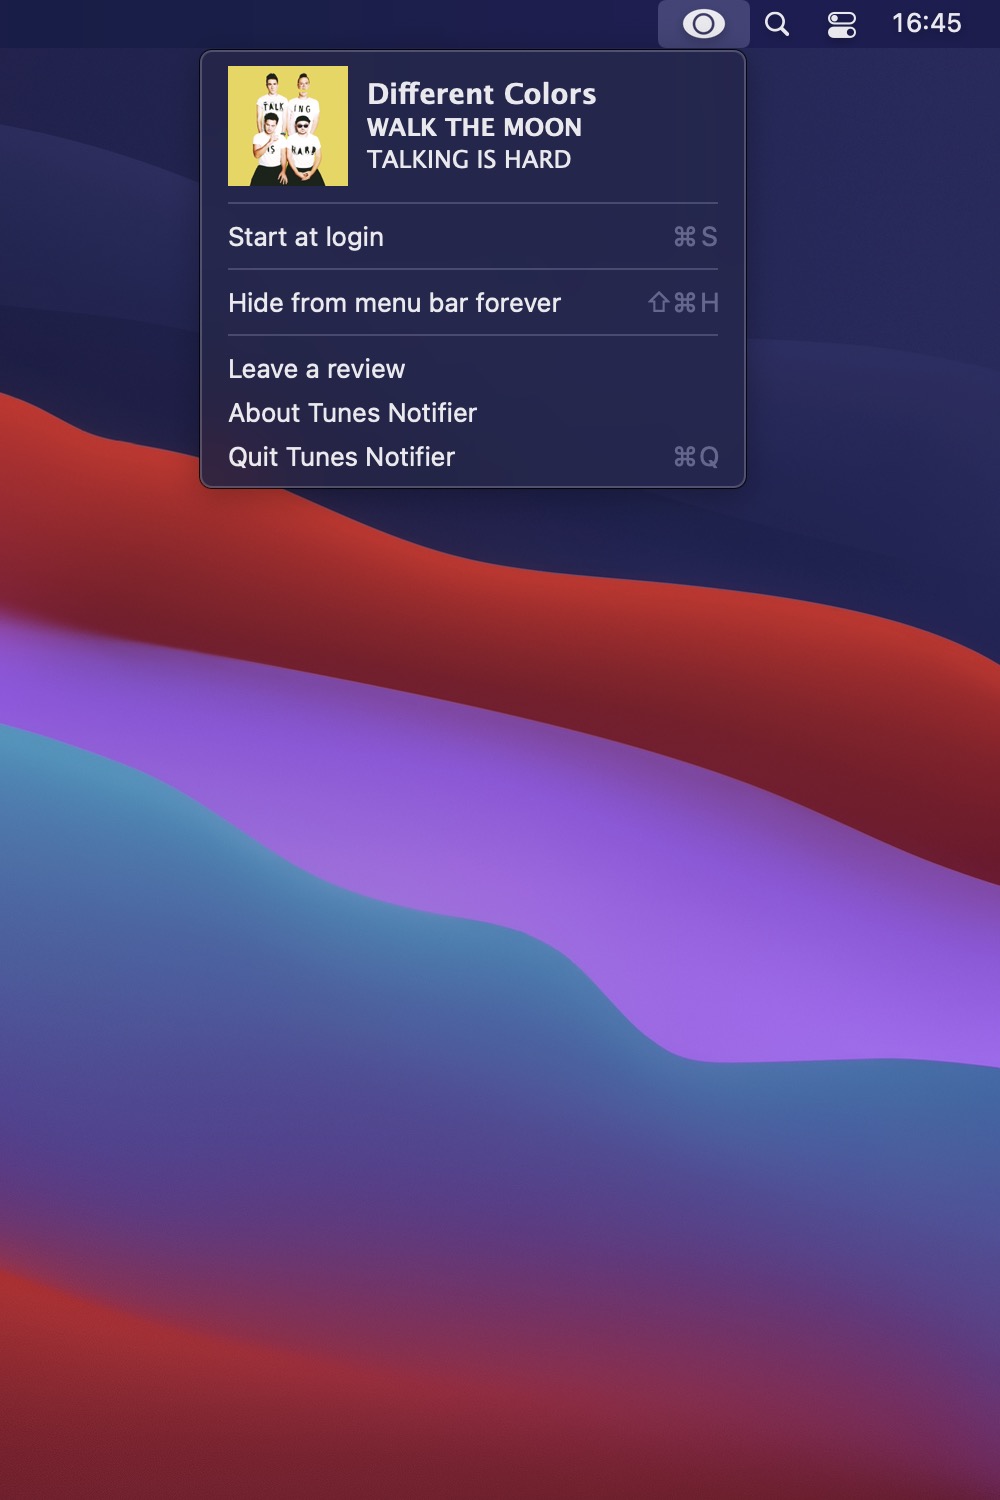 16:45
Different Colors
WALK THE MOON
TALKING IS HARD
TALK ING
IS HARD
Start at login ⌘S
Hide from menu bar forever ⇧⌘H
Leave a review
About Tunes Notifier
Quit Tunes Notifier ⌘Q